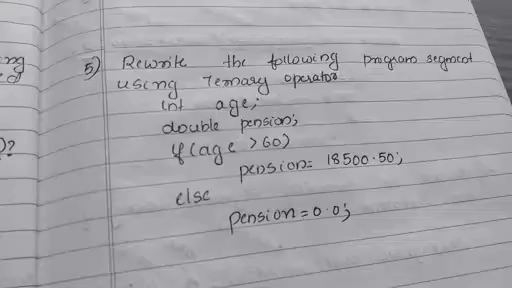 5) Rewrite the following program segment
using Ternary operator
int age;
double pension;
if(age >60)
pension= 18500.50;
else
pension=0.0;
)?